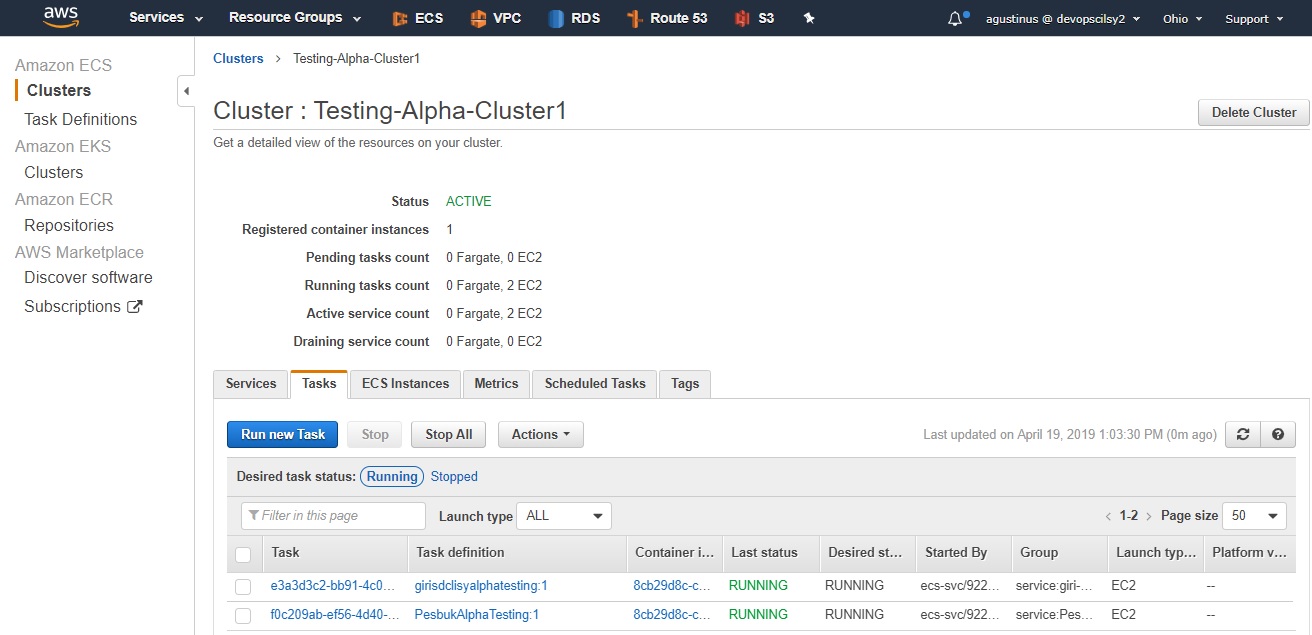 aws Services Resource Groups ECS VPC RDS Route 53 S3 agustinus @ devopscilsy2 Ohio Support
Amazon ECS
Clusters
Task Definitions
Amazon EKS
Clusters
Amazon ECR
Repositories
AWS Marketplace
Discover software
Subscriptions
Clusters > Testing-Alpha-Cluster1
Cluster : Testing-Alpha-Cluster1
Delete Cluster
Get a detailed view of the resources on your cluster.
Status ACTIVE
Registered container instances 1
Pending tasks count 0 Fargate, 0 EC2
Running tasks count 0 Fargate, 2 EC2
Active service count 0 Fargate, 2 EC2
Draining service count 0 Fargate, 0 EC2
Services Tasks ECS Instances Metrics Scheduled Tasks Tags
Run new Task Stop Stop All Actions Last updated on April 19, 2019 1:03:30 PM (0m ago)
Desired task status: Running Stopped
Filter in this page Launch type ALL < 1-2 > Page size 50
Task Task definition Container i... Last status Desired st... Started By Group Launch typ... Platform v...
e3a3d3c2-bb91-4c0... girisdclisyalphatesting:1 8cb29d8c-c... RUNNING RUNNING ecs-svc/922... service:giri-... EC2 --
f0c209ab-ef56-4d40-... PesbukAlphaTesting:1 8cb29d8c-c... RUNNING RUNNING ecs-svc/922... service:Pes... EC2 --